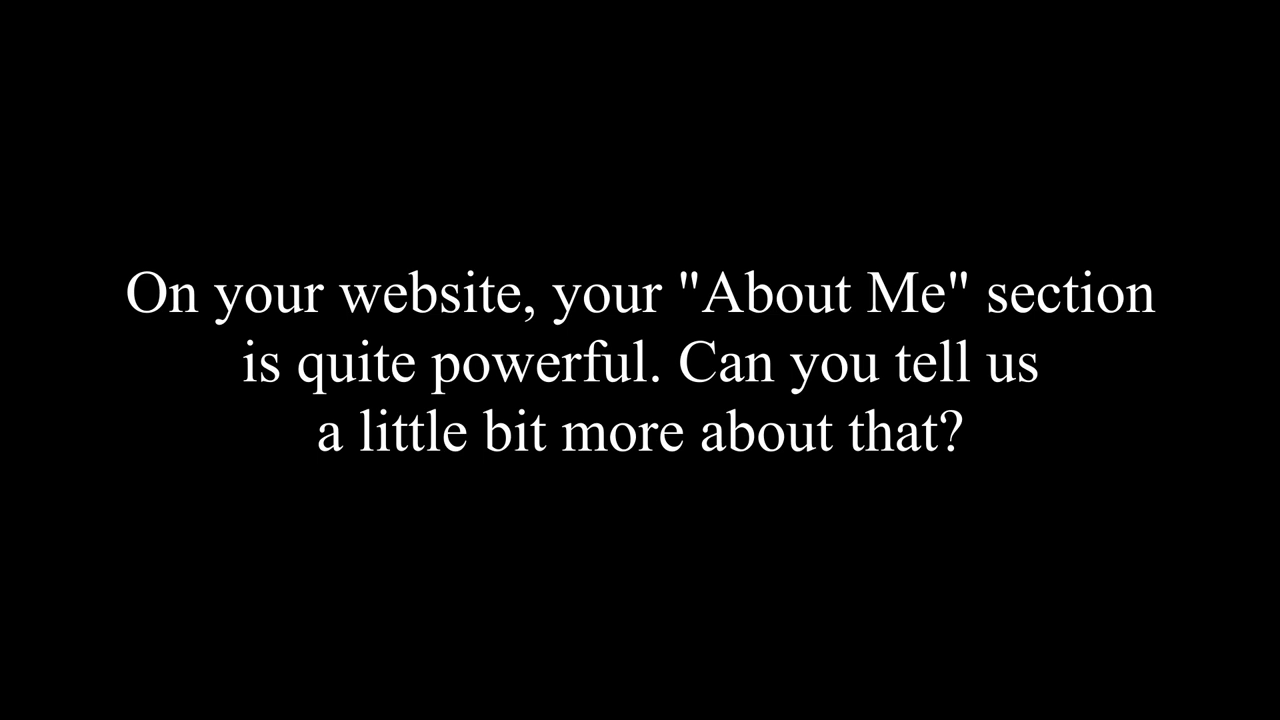 On your website, your "About Me" section
is quite powerful. Can you tell us
a little bit more about that?